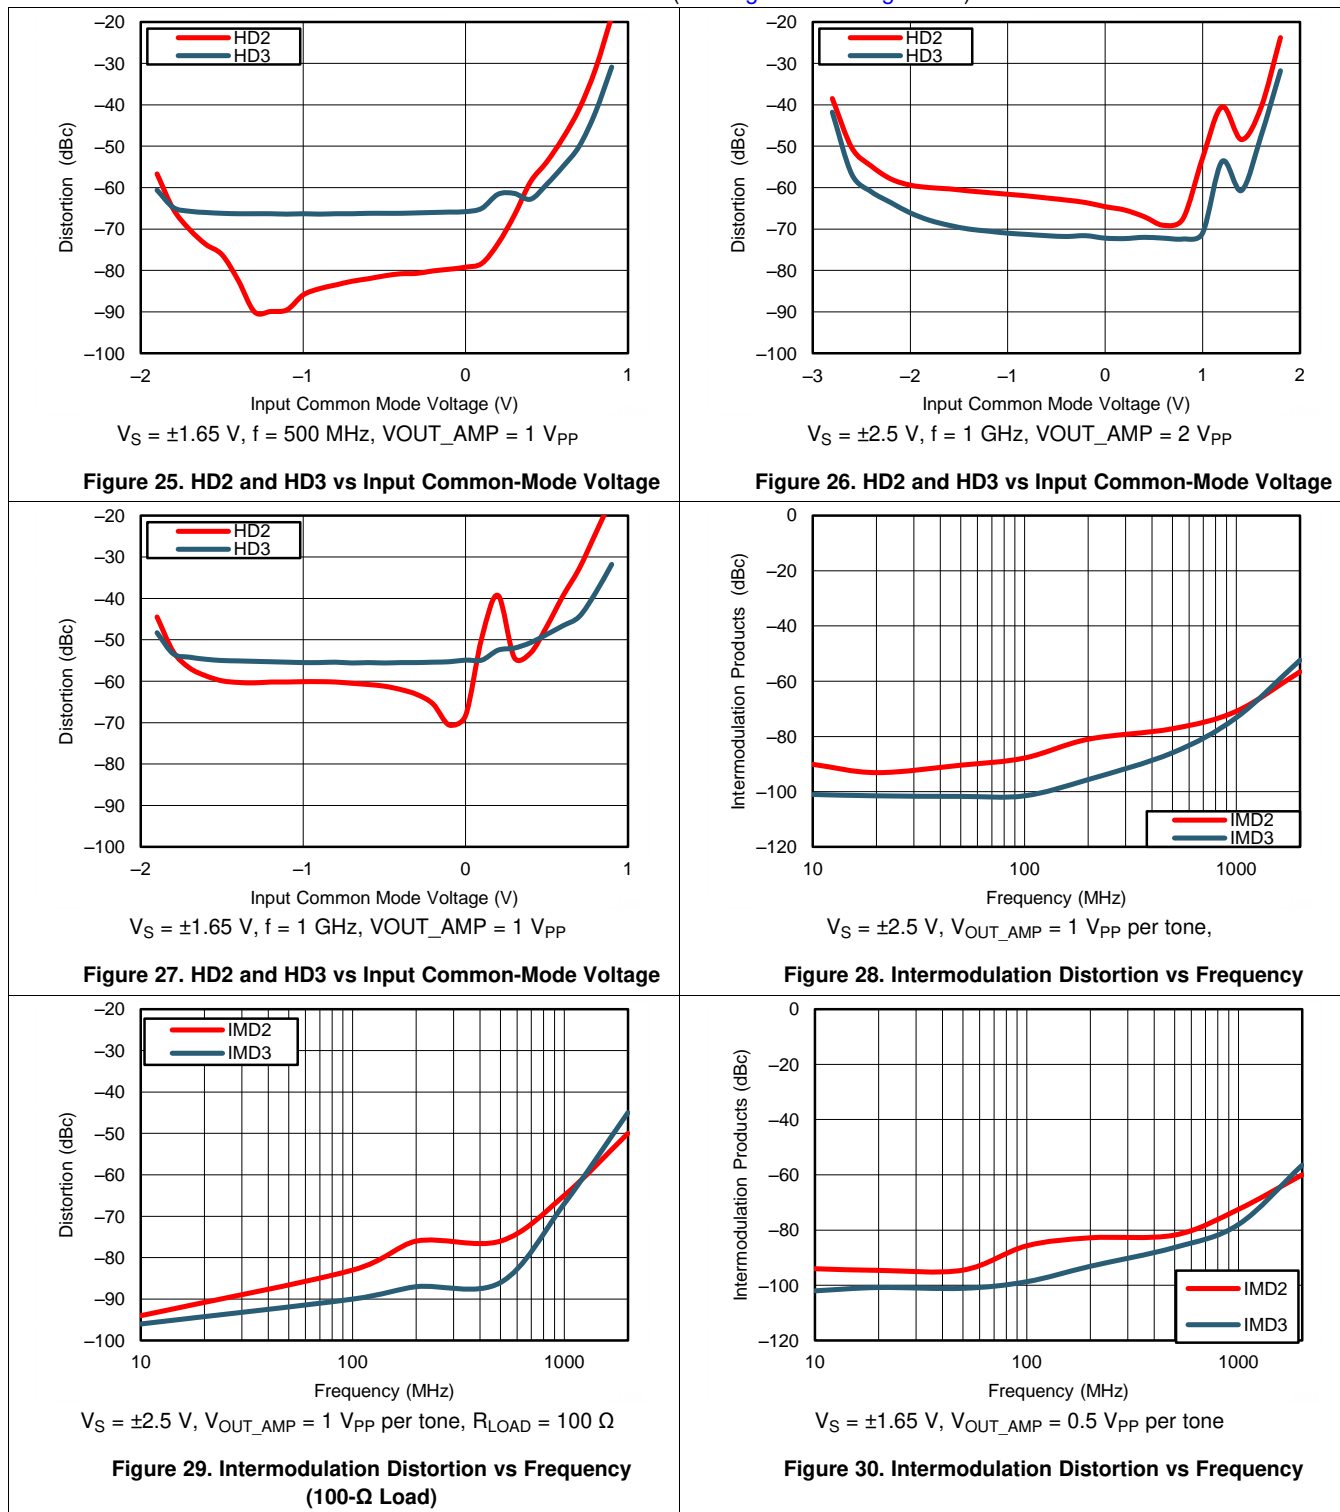 HD2
HD3
–20
–30
–40
–50
–60
–70
–80
–90
–100
–2
–1
0
1
Distortion (dBc)
Input Common Mode Voltage (V)
VS = ±1.65 V, f = 500 MHz, VOUT_AMP = 1 VPP
Figure 25. HD2 and HD3 vs Input Common-Mode Voltage
HD2
HD3
–20
–30
–40
–50
–60
–70
–80
–90
–100
–3
–2
–1
0
1
2
Distortion (dBc)
Input Common Mode Voltage (V)
VS = ±2.5 V, f = 1 GHz, VOUT_AMP = 2 VPP
Figure 26. HD2 and HD3 vs Input Common-Mode Voltage
HD2
HD3
–20
–30
–40
–50
–60
–70
–80
–90
–100
–2
–1
0
1
Distortion (dBc)
Input Common Mode Voltage (V)
VS = ±1.65 V, f = 1 GHz, VOUT_AMP = 1 VPP
Figure 27. HD2 and HD3 vs Input Common-Mode Voltage
0
–20
–40
–60
–80
–100
–120
IMD2
IMD3
10
100
1000
Intermodulation Products (dBc)
Frequency (MHz)
VS = ±2.5 V, VOUT_AMP = 1 VPP per tone,
Figure 28. Intermodulation Distortion vs Frequency
IMD2
IMD3
–20
–30
–40
–50
–60
–70
–80
–90
–100
10
100
1000
Distortion (dBc)
Frequency (MHz)
VS = ±2.5 V, VOUT_AMP = 1 VPP per tone, RLOAD = 100 Ω
Figure 29. Intermodulation Distortion vs Frequency
(100-Ω Load)
0
–20
–40
–60
–80
–100
–120
IMD2
IMD3
10
100
1000
Intermodulation Products (dBc)
Frequency (MHz)
VS = ±1.65 V, VOUT_AMP = 0.5 VPP per tone
Figure 30. Intermodulation Distortion vs Frequency